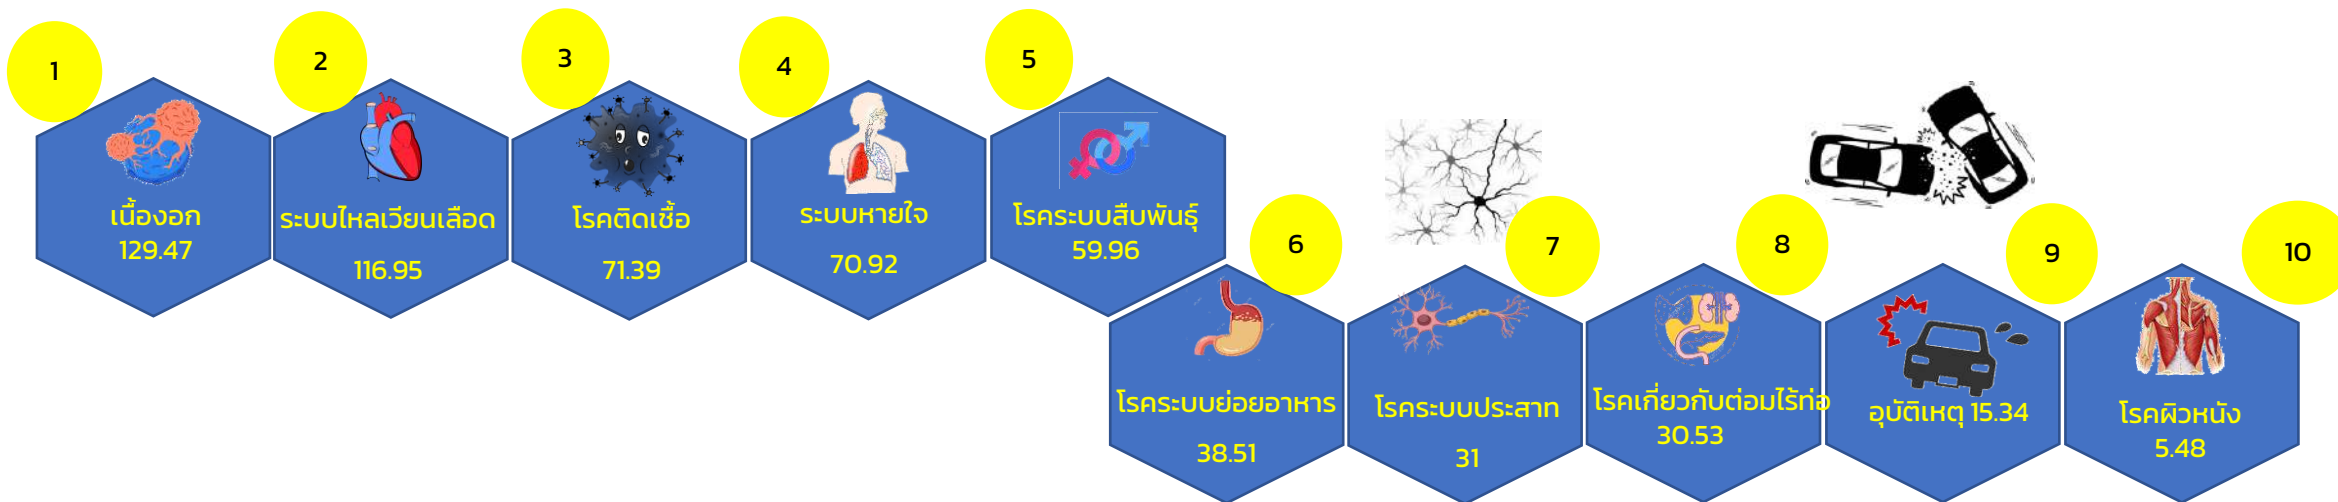 1
เนื้องอก
129.47
2
ระบบไหลเวียนเลือด
116.95
3
โรคติดเชื้อ
71.39
4
ระบบหายใจ
70.92
5
โรคระบบสืบพันธุ์
59.96
6
โรคระบบย่อยอาหาร
38.51
7
โรคระบบประสาท
31
8
โรคเกี่ยวกับต่อมไร้ท่อ
30.53
9
อุบัติเหตุ 15.34
10
โรคผิวหนัง
5.48